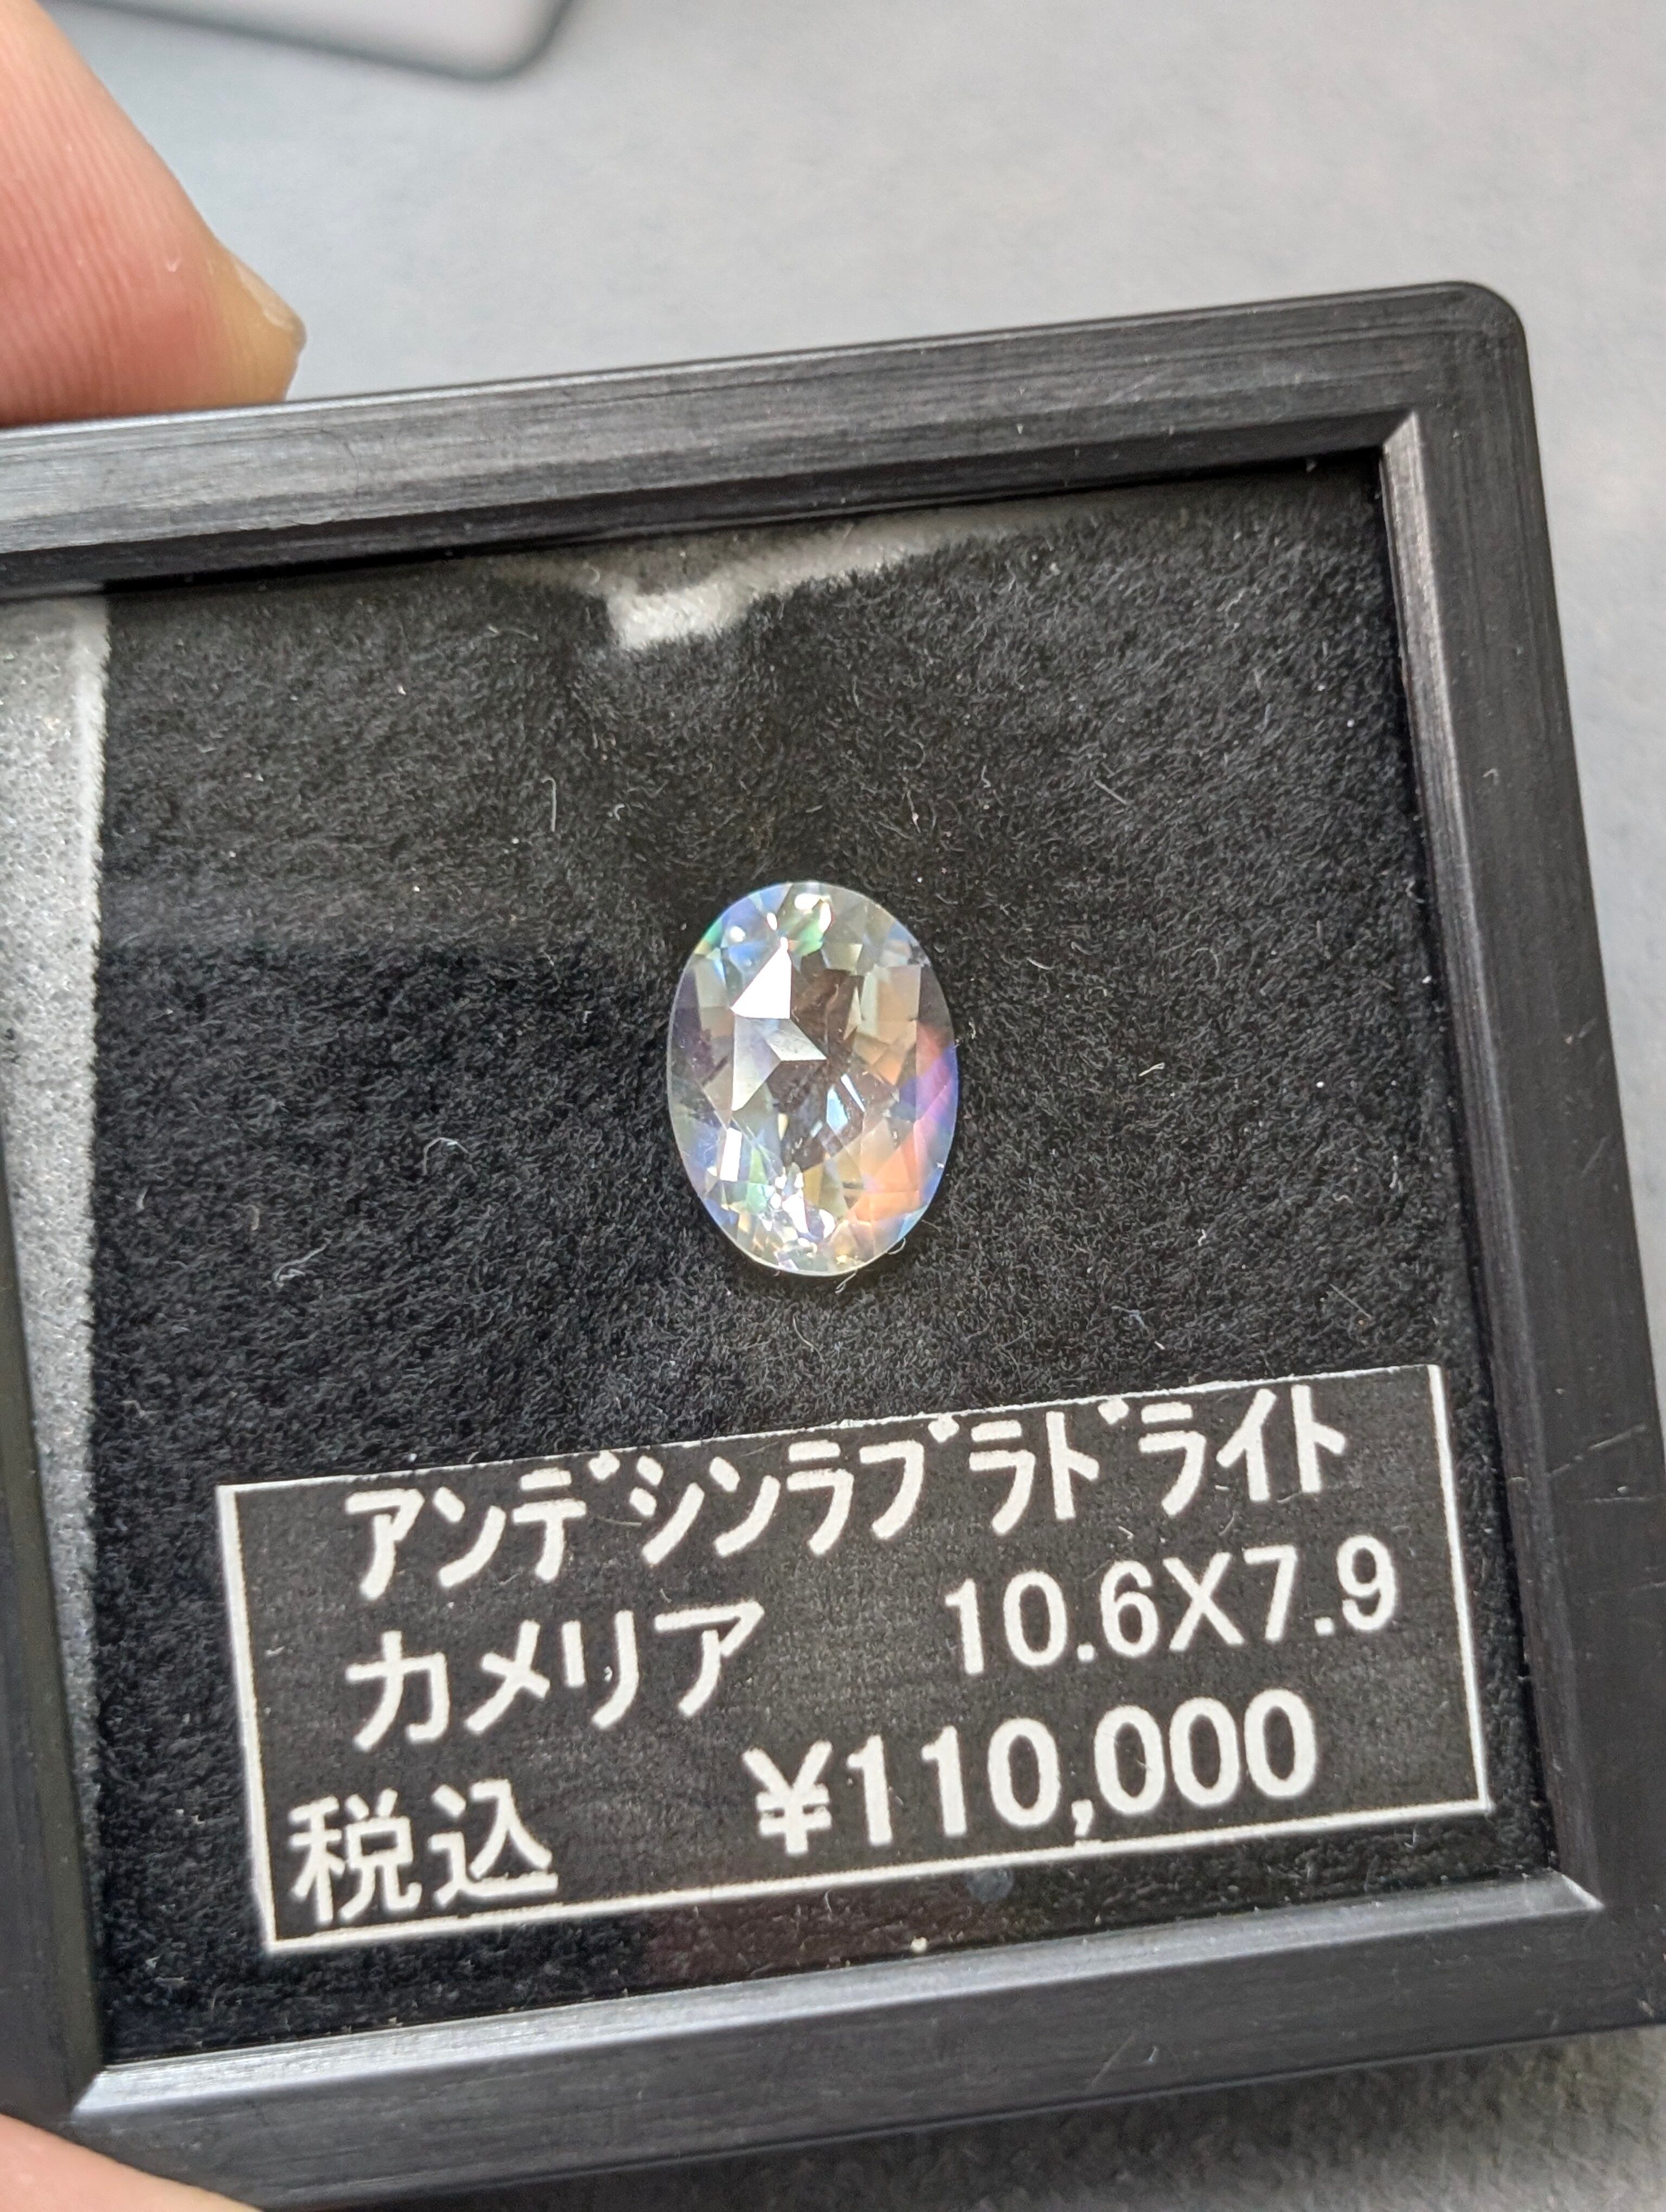 アンデシンラブラドライト
カメリア 10.6X7.9
税込 ¥110,000